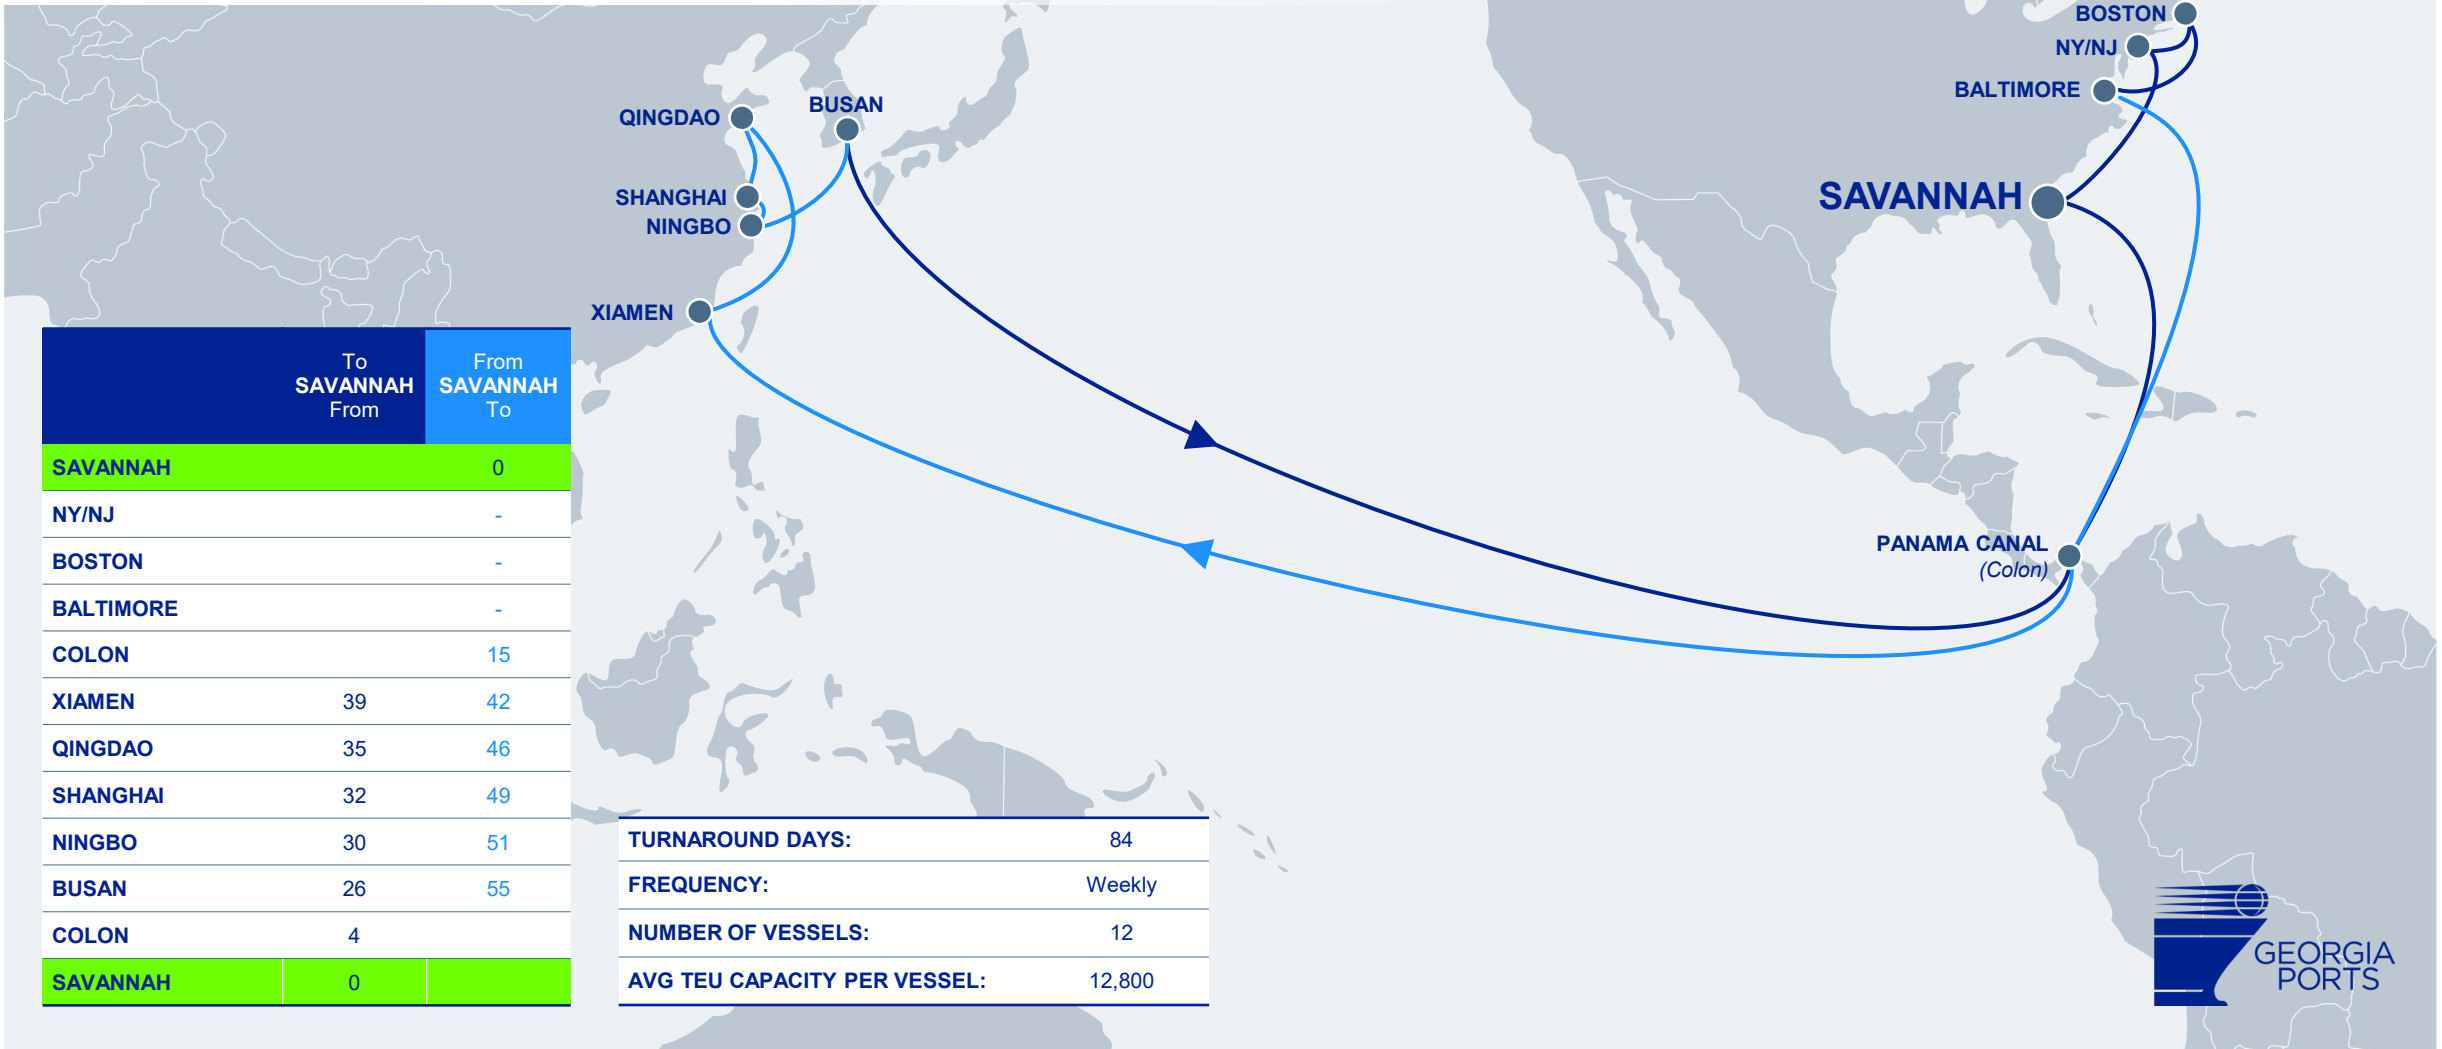 BOSTON
NY/NJ
BALTIMORE
QINGDAO
BUSAN
SHANGHAI
NINGBO
SAVANNAH
XIAMEN
PANAMA CANAL
(Colon)
To SAVANNAH From | From SAVANNAH To
SAVANNAH 0
NY/NJ -
BOSTON -
BALTIMORE -
COLON 15
XIAMEN 39 42
QINGDAO 35 46
SHANGHAI 32 49
NINGBO 30 51
BUSAN 26 55
COLON 4
SAVANNAH 0
TURNAROUND DAYS: 84
FREQUENCY: Weekly
NUMBER OF VESSELS: 12
AVG TEU CAPACITY PER VESSEL: 12,800
GEORGIA
PORTS